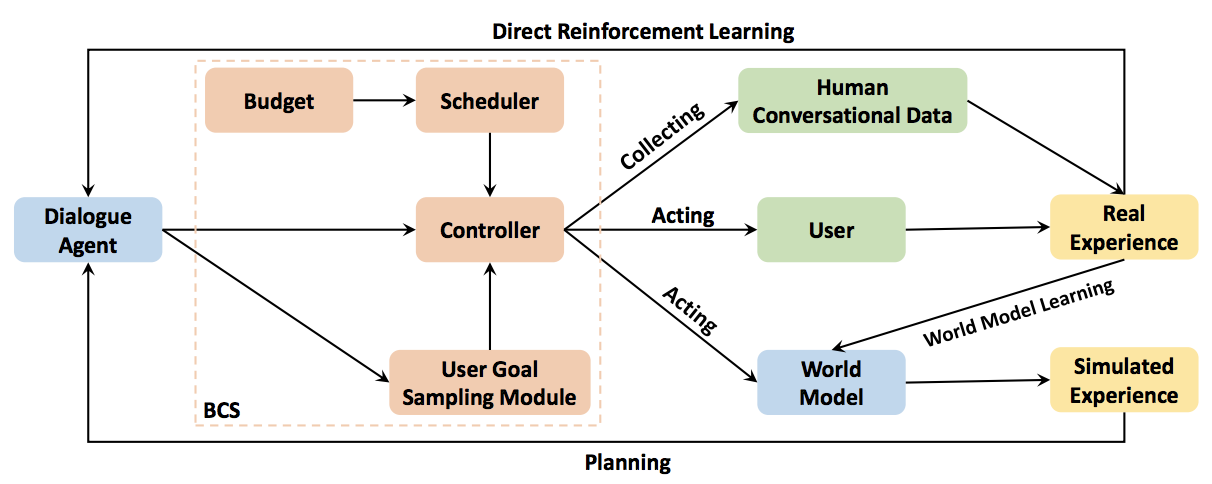 Direct Reinforcement Learning
Budget
Scheduler
Human
Conversational Data
Collecting
Dialogue
Agent
Controller
Acting
User
Real
Experience
Acting
World Model Learning
User Goal
Sampling Module
BCS
World
Model
Simulated
Experience
Planning